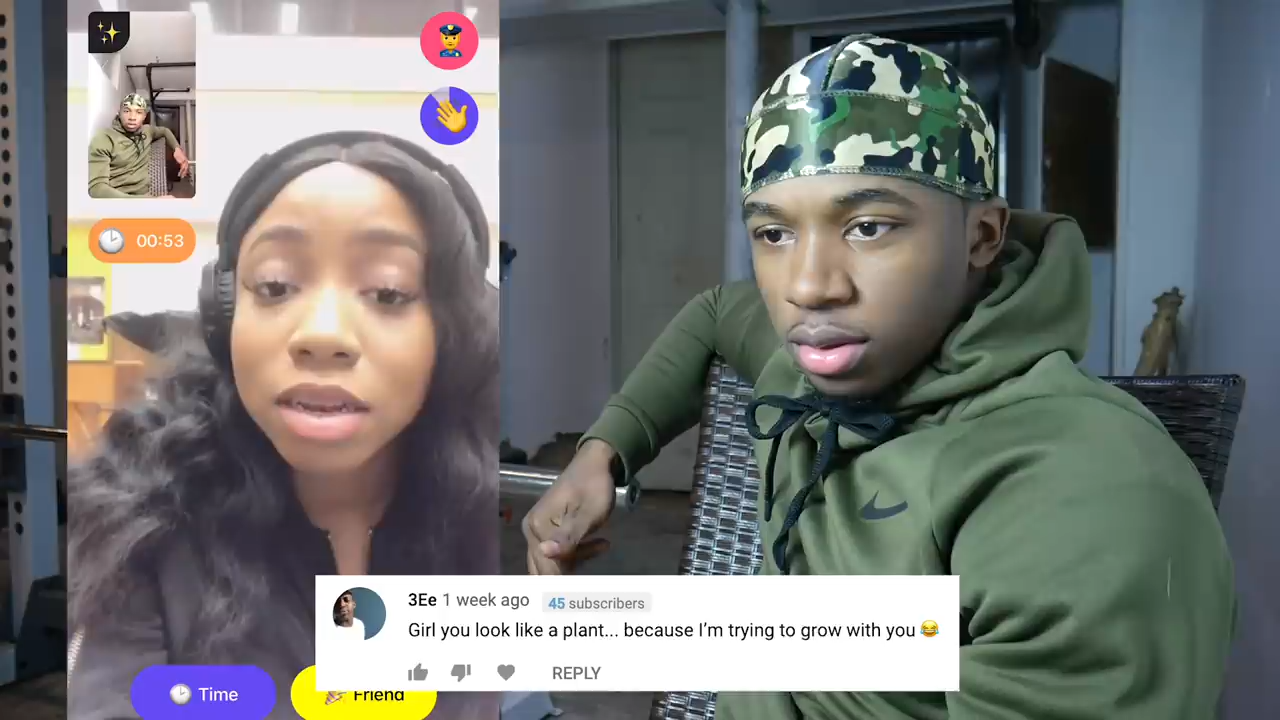 00:53
3Ee 1 week ago 45 subscribers
Girl you look like a plant... because I’m trying to grow with you 😂
REPLY
Time
Friend